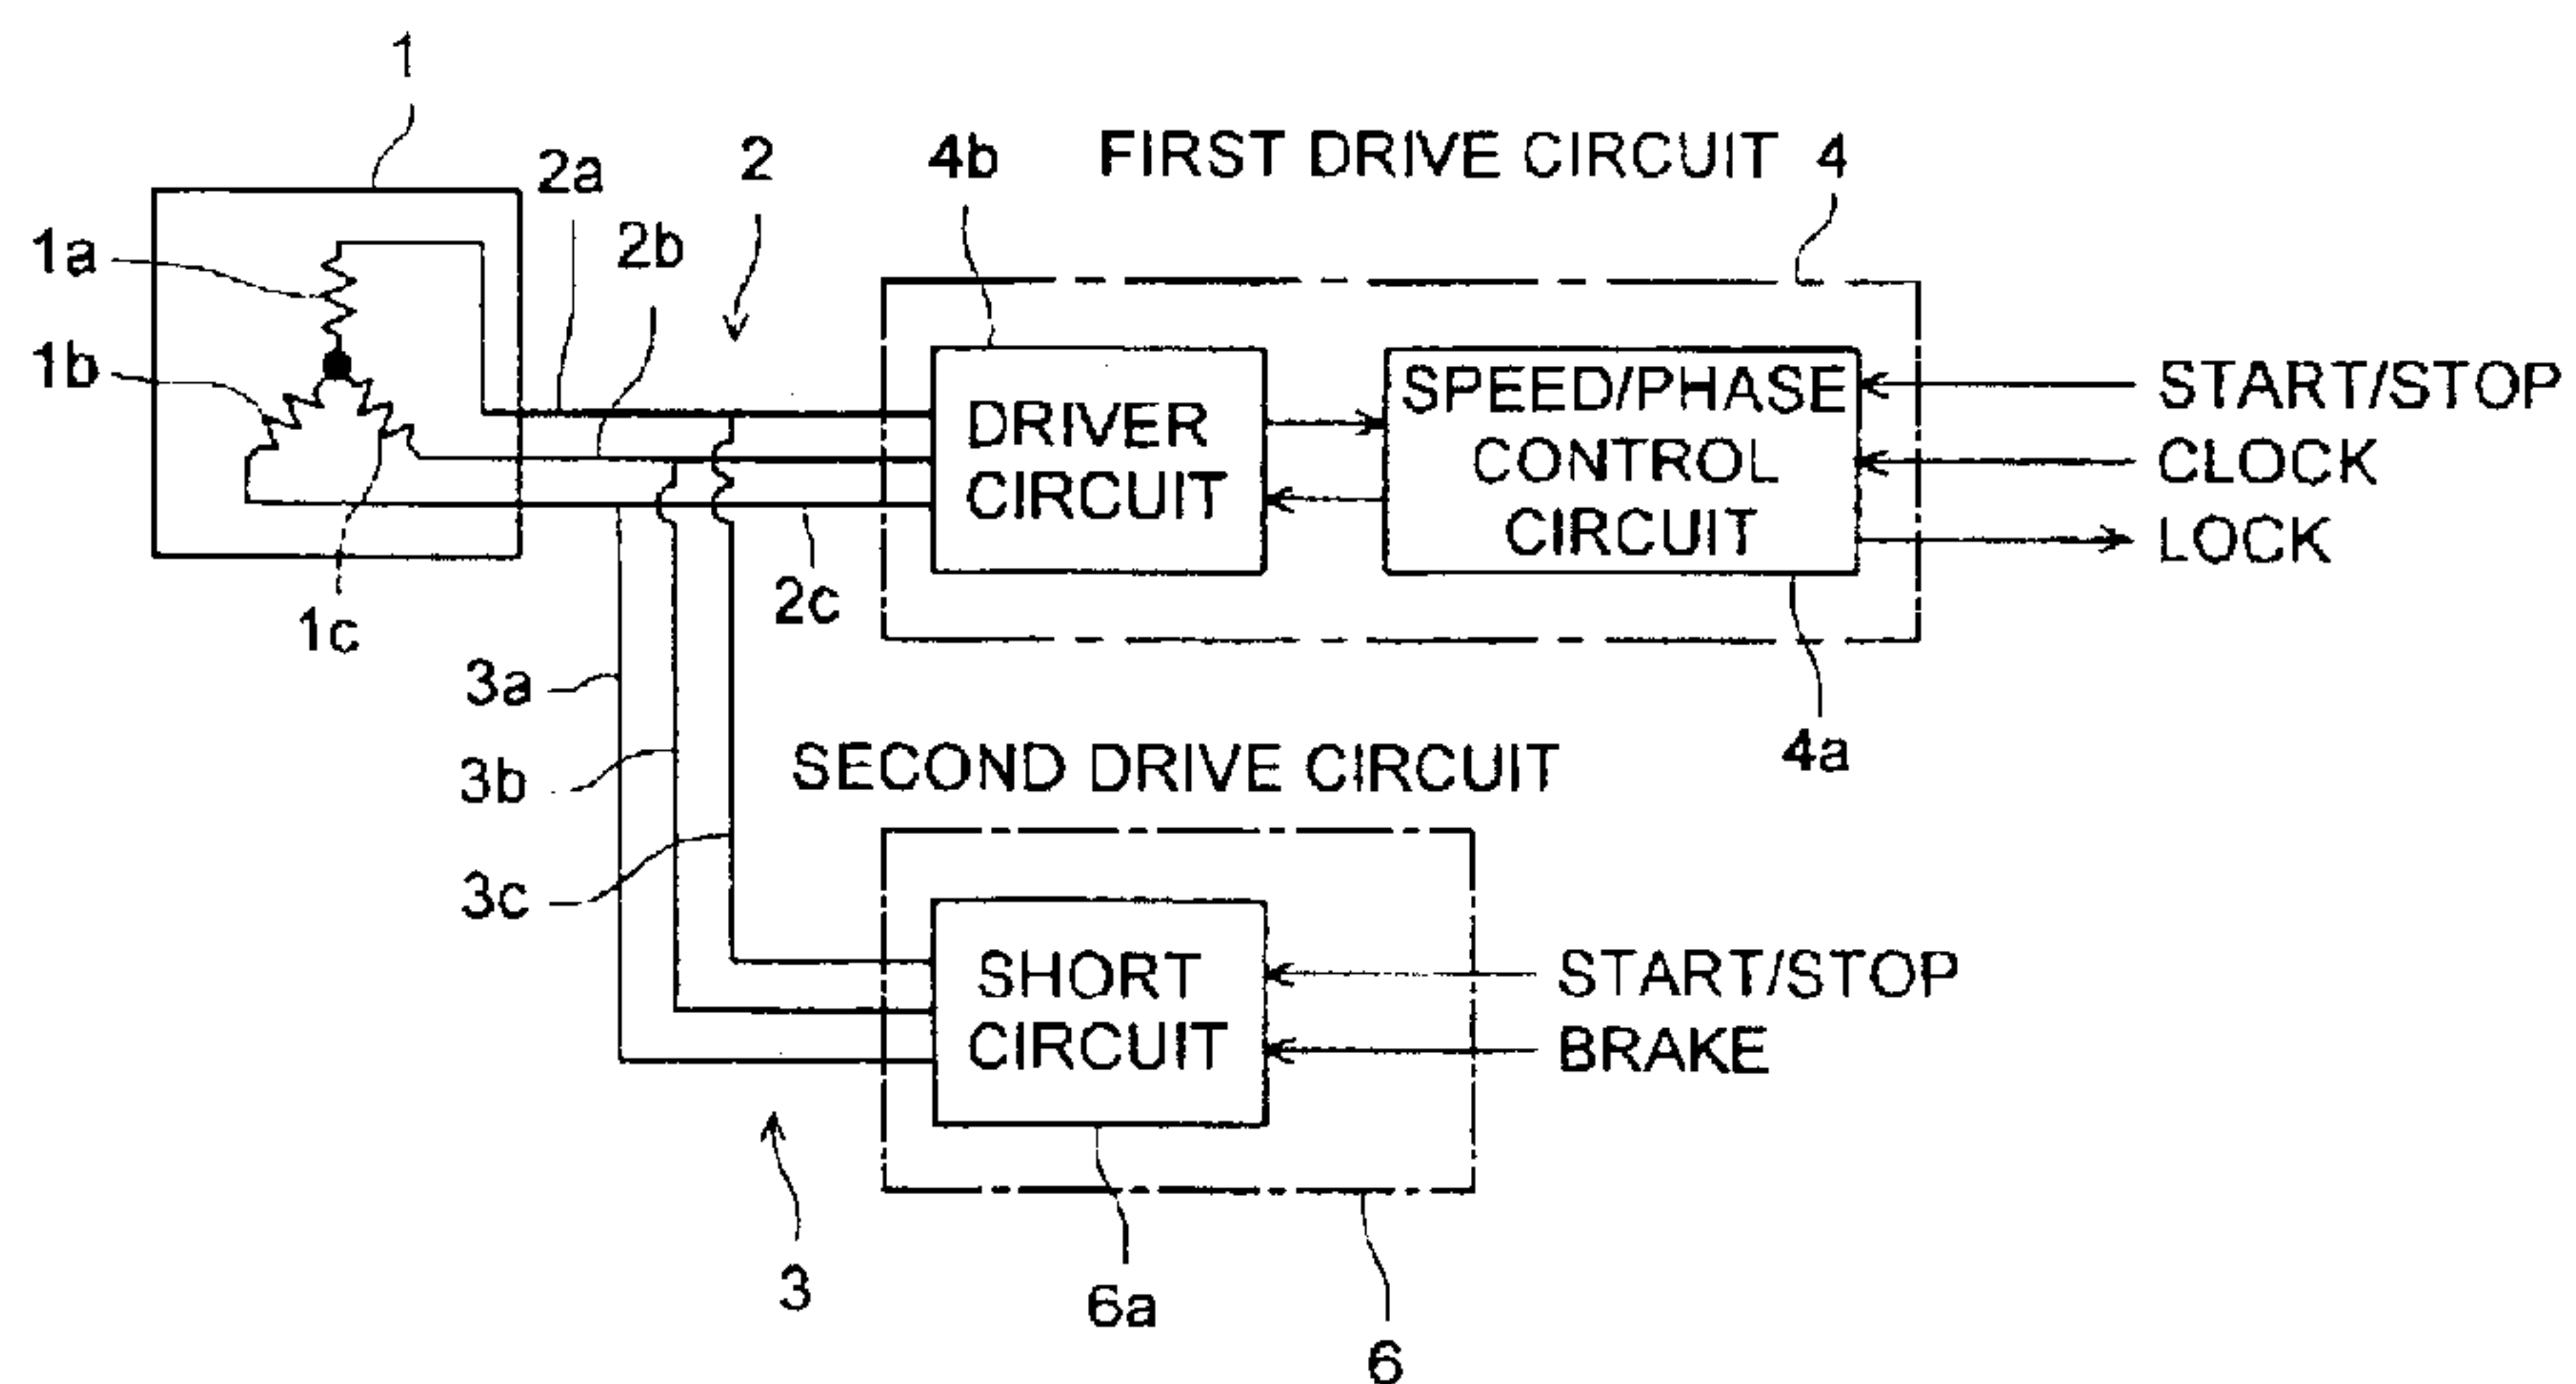 1
2a
2
4b
FIRST DRIVE CIRCUIT 4
1a
2b
1b
DRIVER
CIRCUIT
SPEED/PHASE
CONTROL
CIRCUIT
START/STOP
CLOCK
LOCK
1c
2c
3a
4a
3b
SECOND DRIVE CIRCUIT
3c
SHORT
CIRCUIT
START/STOP
BRAKE
3
6a
6